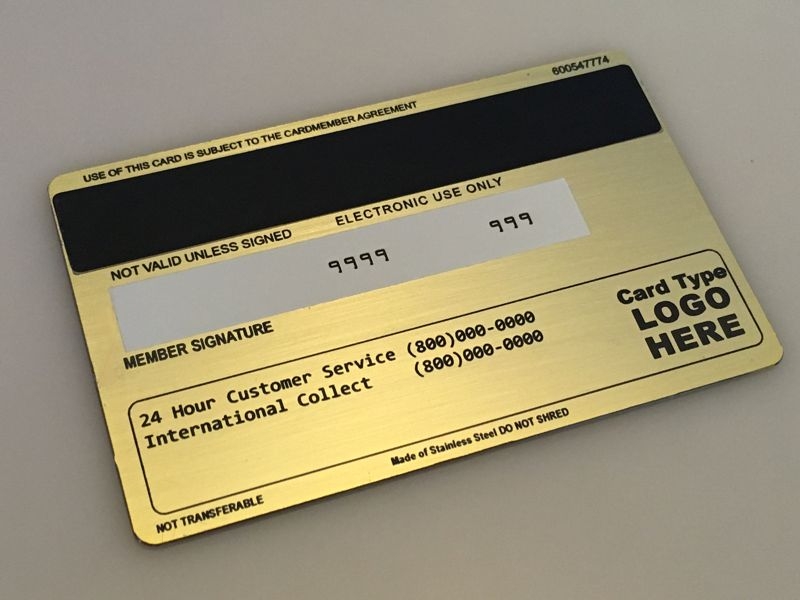 USE OF THIS CARD IS SUBJECT TO THE CARDMEMBER AGREEMENT
600547774
NOT VALID UNLESS SIGNED
ELECTRONIC USE ONLY
9999 999
MEMBER SIGNATURE
24 Hour Customer Service (800)000-0000
International Collect (800)000-0000
Card Type
LOGO
HERE
Made of Stainless Steel DO NOT SHRED
NOT TRANSFERABLE